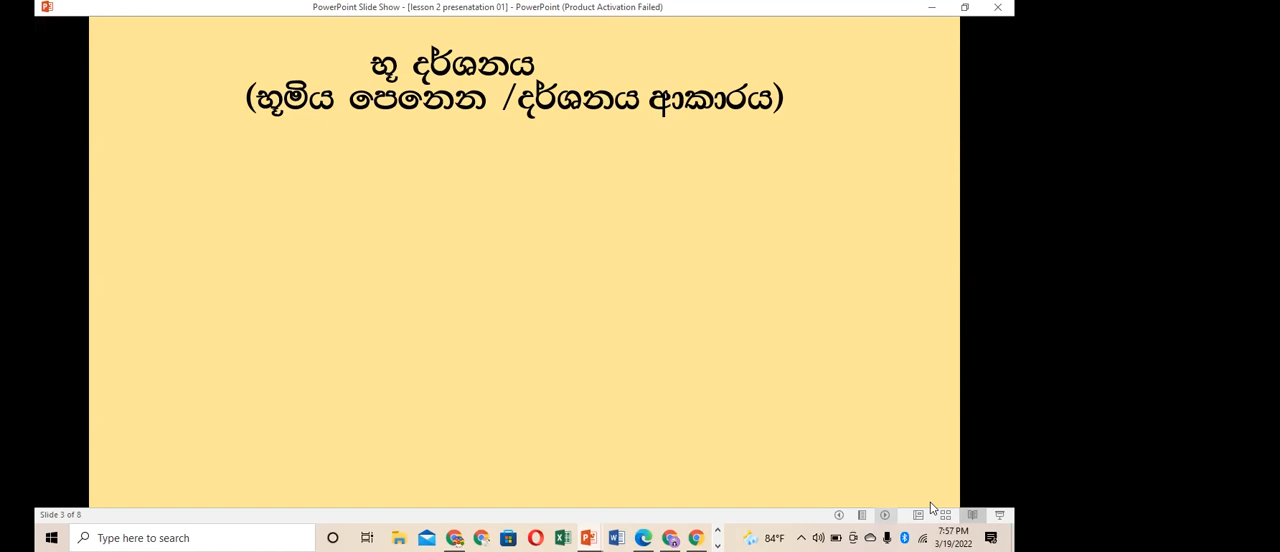 PowerPoint Slide Show - [lesson 2 presenatation 01] - PowerPoint (Product Activation Failed)
භූ දර්ශනය
(භූමිය පෙනෙන /දර්ශනය ආකාරය)
Slide 3 of 8
Type here to search
84°F
7:57 PM
3/19/2022